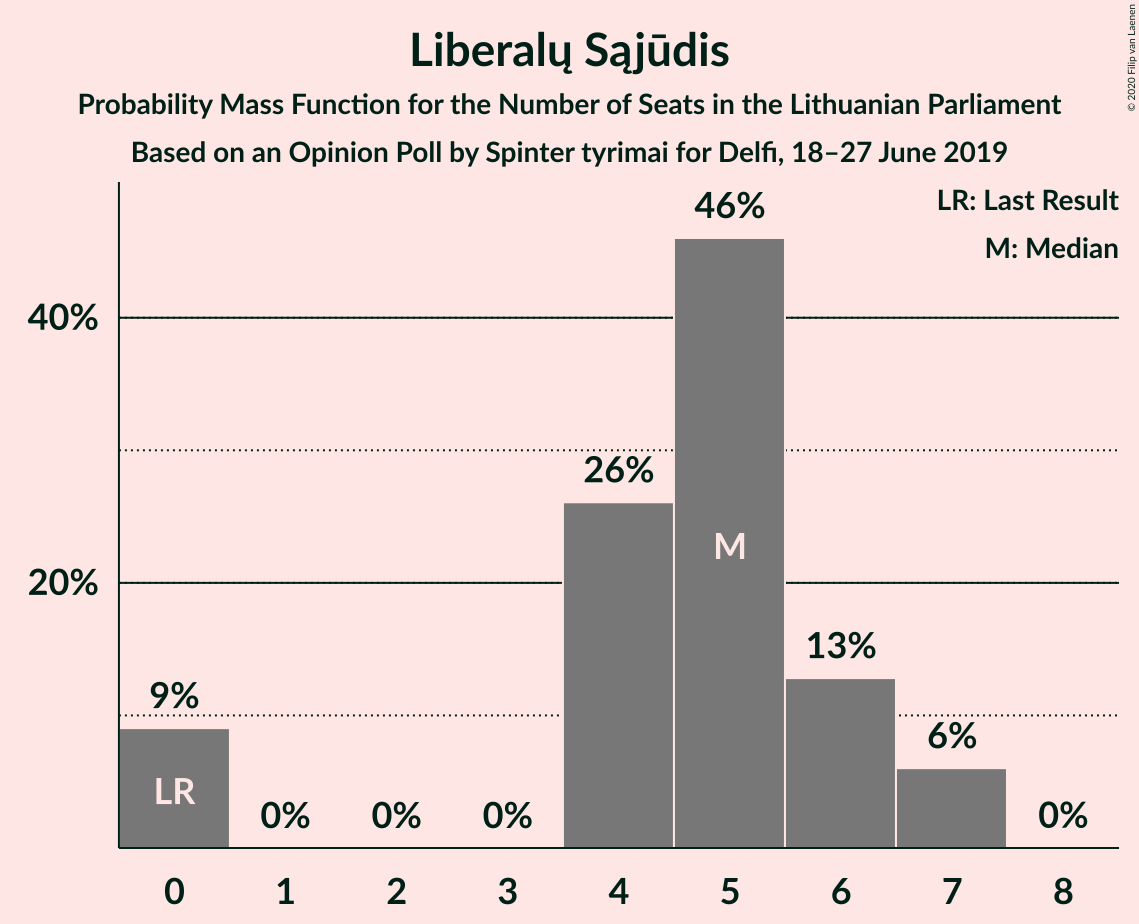 Liberalų Sąjūdis
Probability Mass Function for the Number of Seats in the Lithuanian Parliament
Based on an Opinion Poll by Spinter tyrimai for Delfi, 18–27 June 2019
© 2020 Filip van Laenen
LR: Last Result
M: Median
46%
40%
26%
M
20%
13%
9%
6%
LR
0%
0%
0%
0%
0 1 2 3 4 5 6 7 8